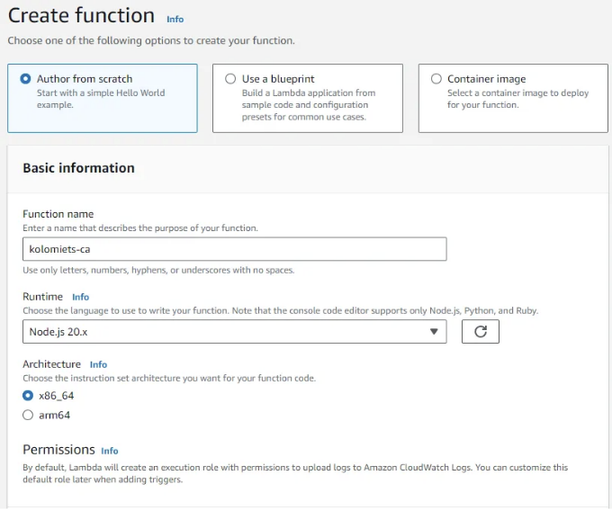 Create function Info
Choose one of the following options to create your function.
Author from scratch
Start with a simple Hello World
example.
Use a blueprint
Build a Lambda application from
sample code and configuration
presets for common use cases.
Container image
Select a container image to deploy
for your function.
Basic information
Function name
Enter a name that describes the purpose of your function.
kolomiets-ca
Use only letters, numbers, hyphens, or underscores with no spaces.
Runtime Info
Choose the language to use to write your function. Note that the console code editor supports only Node.js, Python, and Ruby.
Node.js 20.x
Architecture Info
Choose the instruction set architecture you want for your function code.
x86_64
arm64
Permissions Info
By default, Lambda will create an execution role with permissions to upload logs to Amazon CloudWatch Logs. You can customize this
default role later when adding triggers.